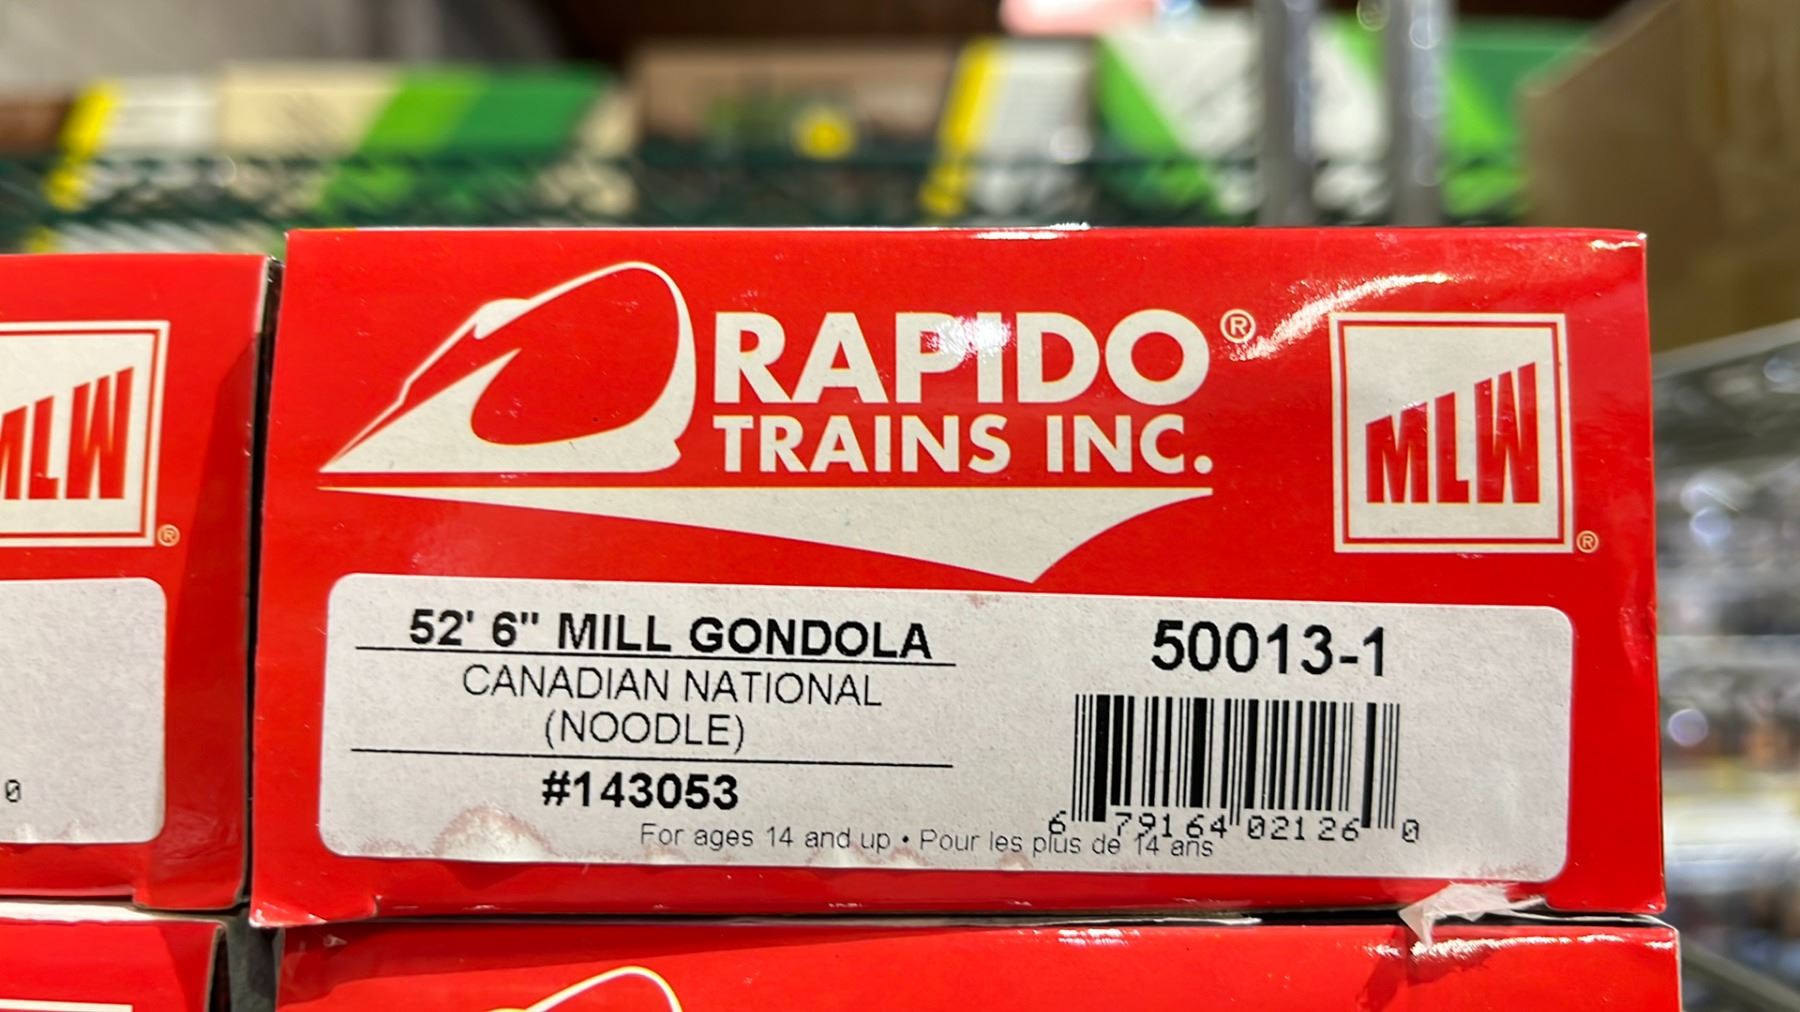 RAPIDO®
TRAINS INC.
MLW
®
MLW
®
52' 6" MILL GONDOLA
CANADIAN NATIONAL
(NOODLE)
#143053
50013-1
6 79164 02126 0
For ages 14 and up • Pour les plus de 14 ans
0